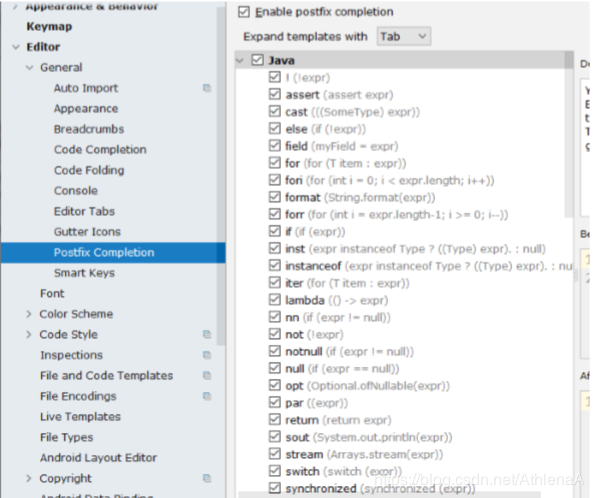 Appearance & Behavior
Keymap
Editor
General
Auto Import
Appearance
Breadcrumbs
Code Completion
Code Folding
Console
Editor Tabs
Gutter Icons
Postfix Completion
Smart Keys
Font
Color Scheme
Code Style
Inspections
File and Code Templates
File Encodings
Live Templates
File Types
Android Layout Editor
Copyright
Android Data Binding
Enable postfix completion
Expand templates with Tab
Java
! (!expr)
assert (assert expr)
cast (((SomeType) expr))
else (if (!expr))
field (myField = expr)
for (for (T item : expr))
fori (for (int i = 0; i < expr.length; i++))
format (String.format(expr))
forr (for (int i = expr.length-1; i >= 0; i--))
if (if (expr))
inst (expr instanceof Type ? ((Type) expr). : null)
instanceof (expr instanceof Type ? ((Type) expr). : nu
iter (for (T item : expr))
lambda (() -> expr)
nn (if (expr != null))
not (!expr)
notnull (if (expr != null))
null (if (expr == null))
opt (Optional.ofNullable(expr))
par ((expr))
return (return expr)
sout (System.out.println(expr))
stream (Arrays.stream(expr))
switch (switch (expr))
synchronized (synchronized (expr))
De
Be
1
2
Af
1
https://blog.csdn.net/AthlenaA